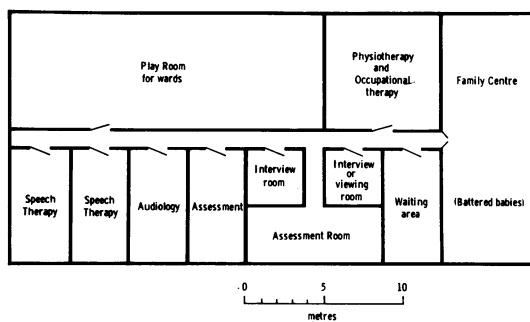 Play Room
for wards
Physiotherapy
and
Occupational
therapy
Family Centre
Speech
Therapy
Speech
Therapy
Audiology
Assessment
Interview
room
Interview
or
viewing
room
Waiting
area
(Battered babies)
Assessment Room
0 5 10
metres